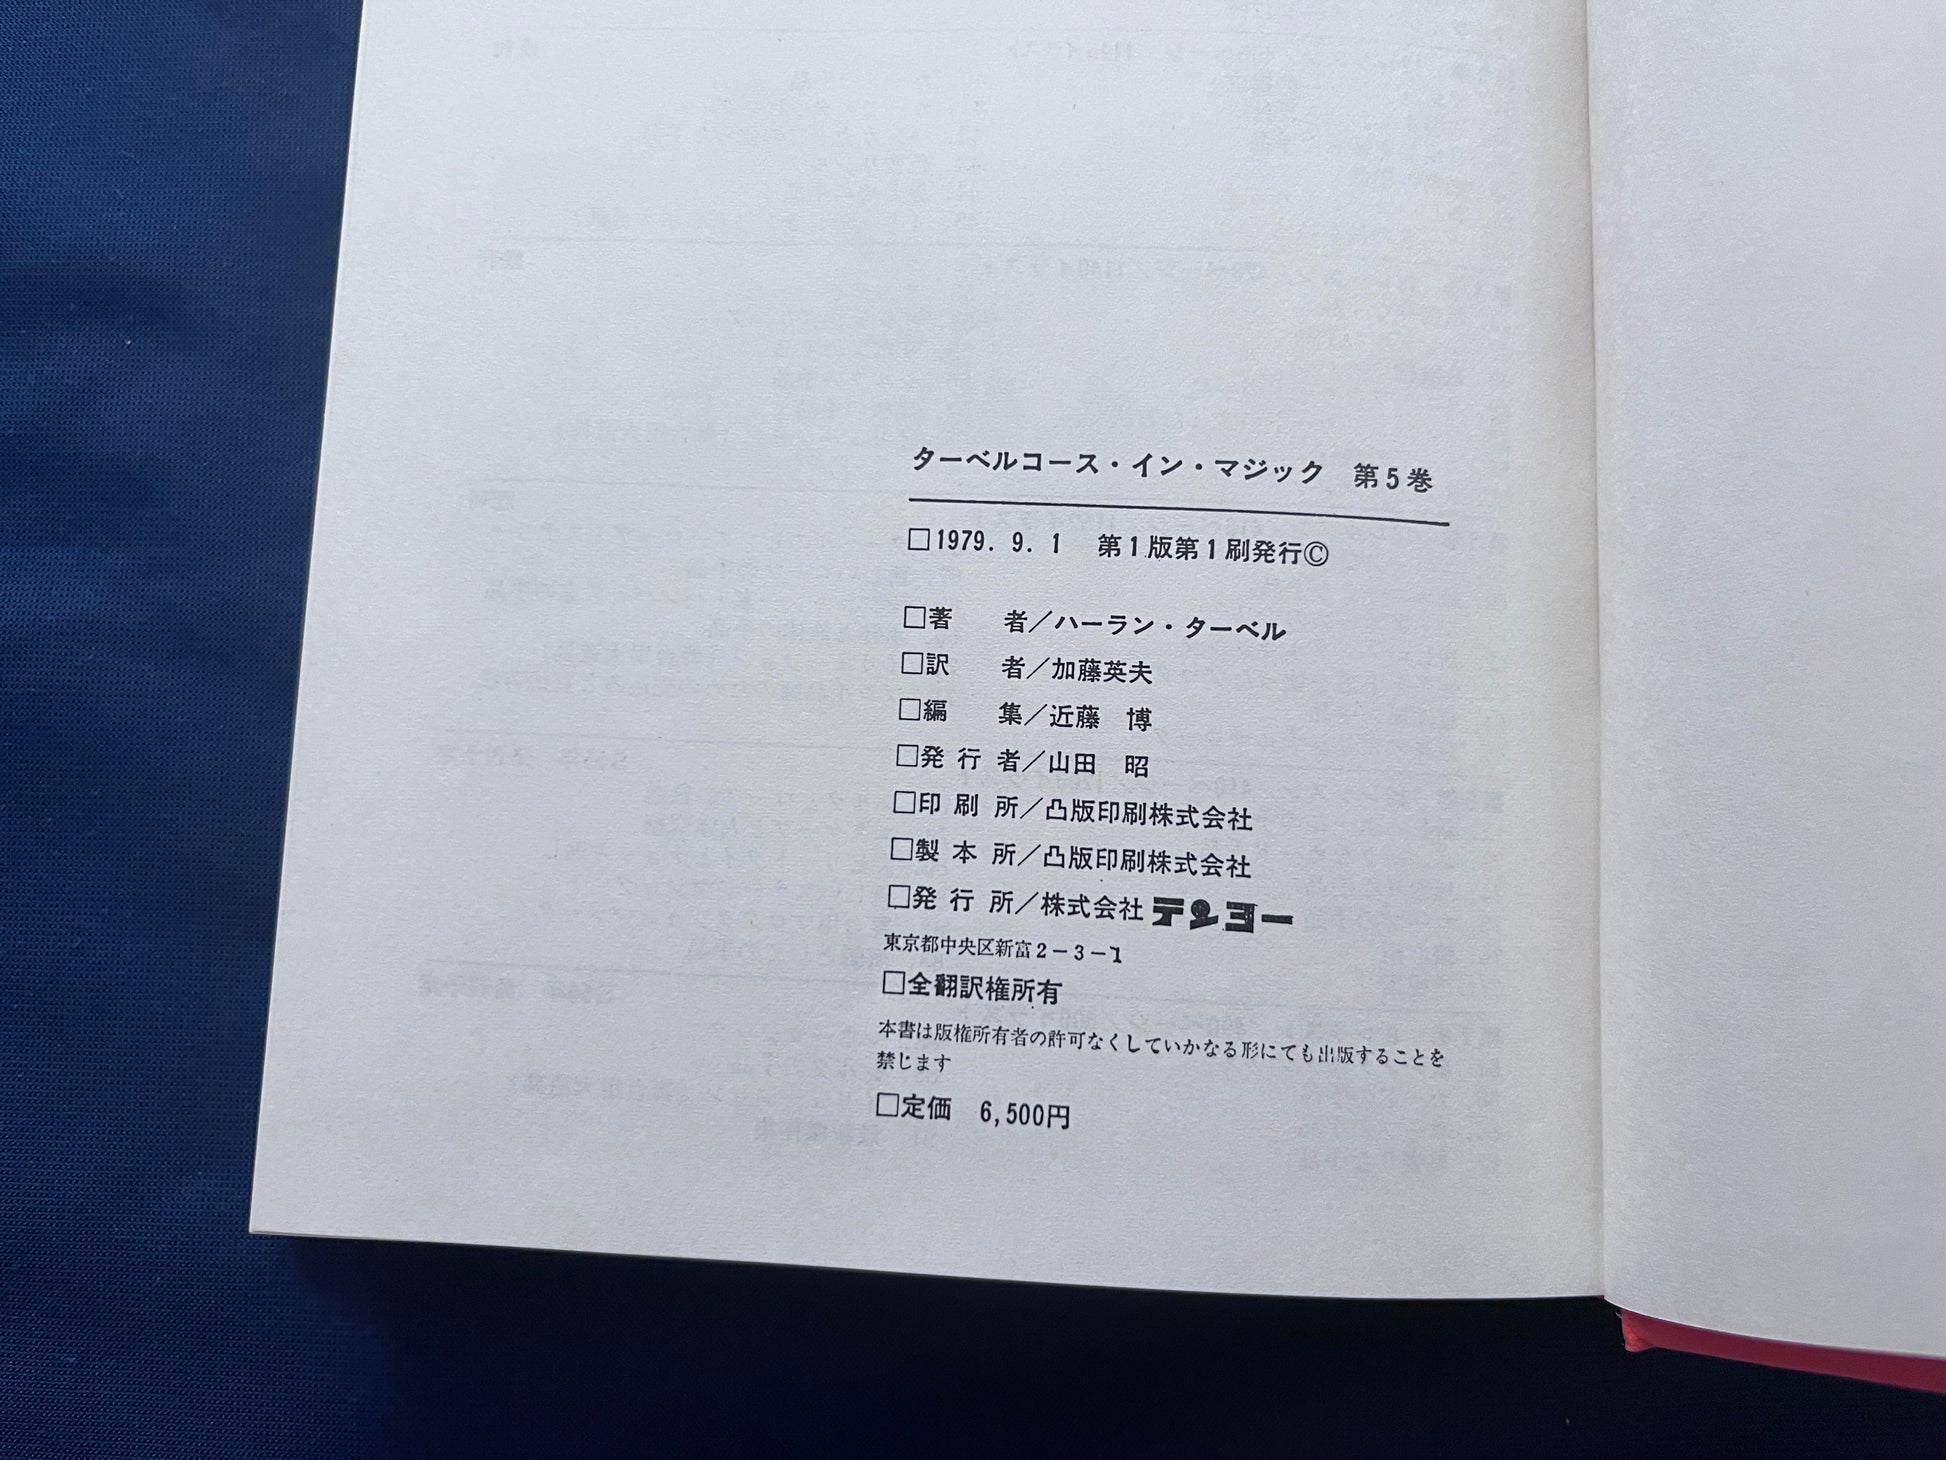 ターベルコース・イン・マジック　第5巻
□1979. 9. 1　第1版第1刷発行Ⓒ
□著　　者／ハーラン・ターベル
□訳　　者／加藤英夫
□編　　集／近藤　博
□発 行 者／山田　昭
□印 刷 所／凸版印刷株式会社
□製 本 所／凸版印刷株式会社
□発 行 所／株式会社テンヨー
東京都中央区新富2－3－1
□全翻訳権所有
本書は版権所有者の許可なくしていかなる形にても出版することを
禁じます
□定価　6,500円